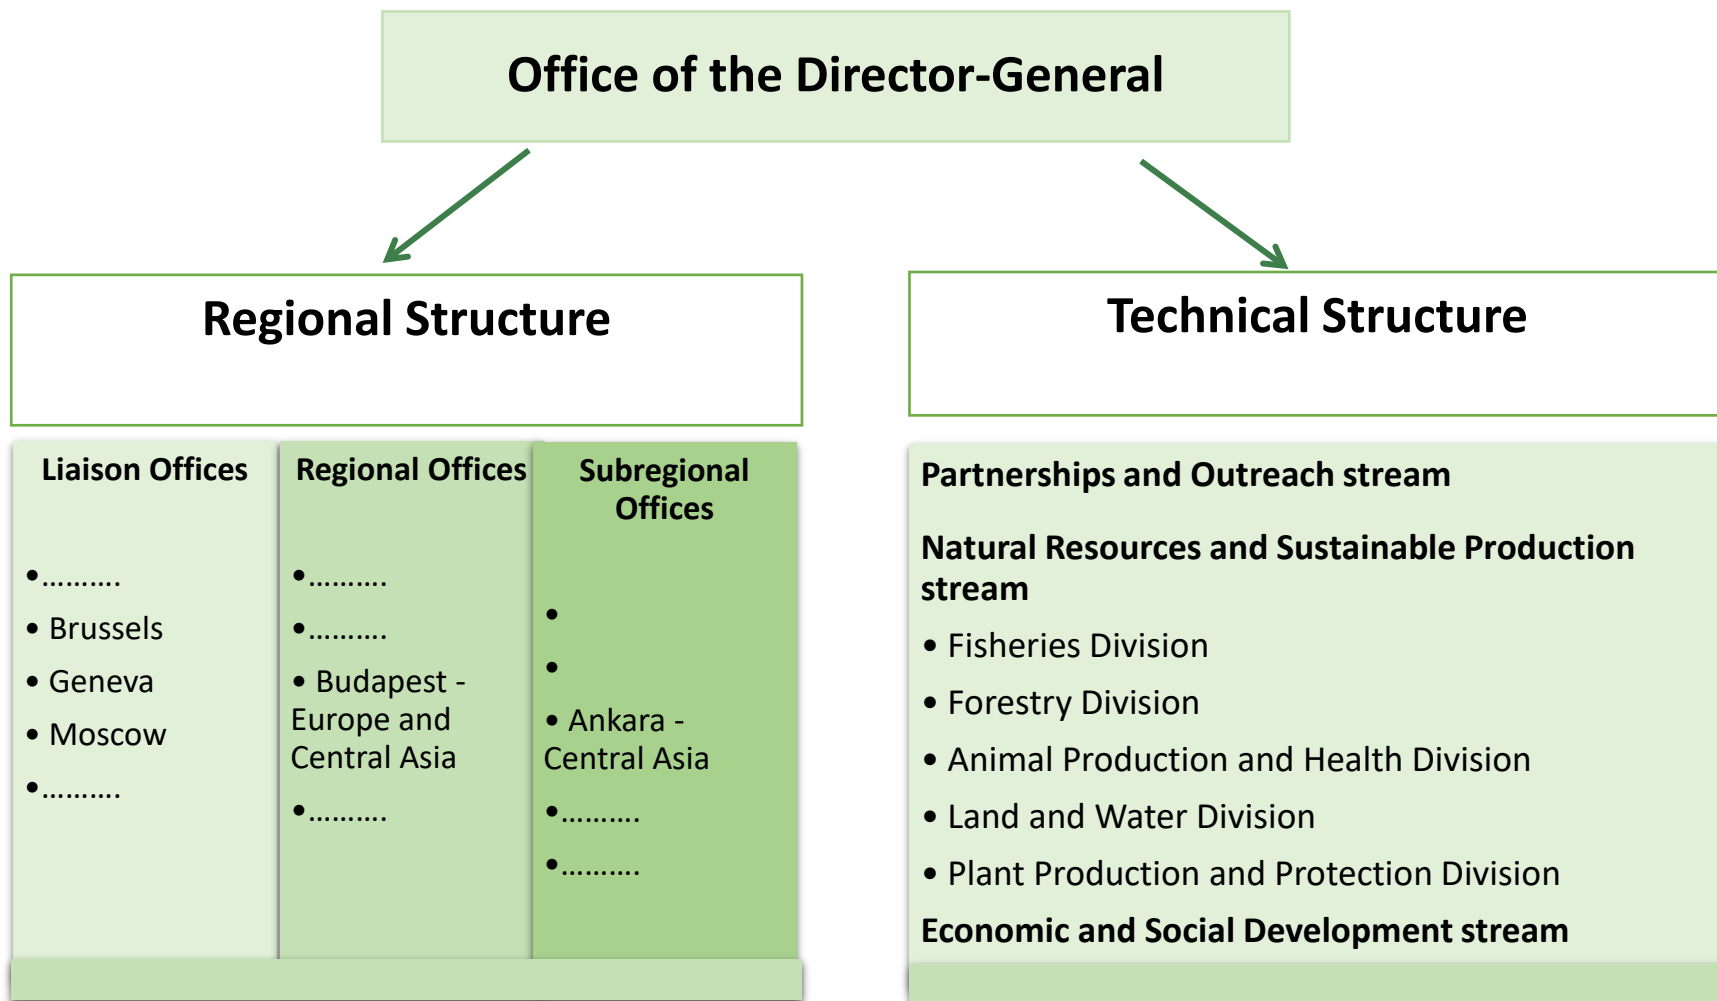 Office of the Director-General
Regional Structure
Technical Structure
Liaison Offices
•..........
• Brussels
• Geneva
• Moscow
•..........
Regional Offices
•..........
•..........
• Budapest -
Europe and
Central Asia
•..........
Subregional
Offices
•
•
• Ankara -
Central Asia
•..........
•..........
Partnerships and Outreach stream
Natural Resources and Sustainable Production
stream
• Fisheries Division
• Forestry Division
• Animal Production and Health Division
• Land and Water Division
• Plant Production and Protection Division
Economic and Social Development stream